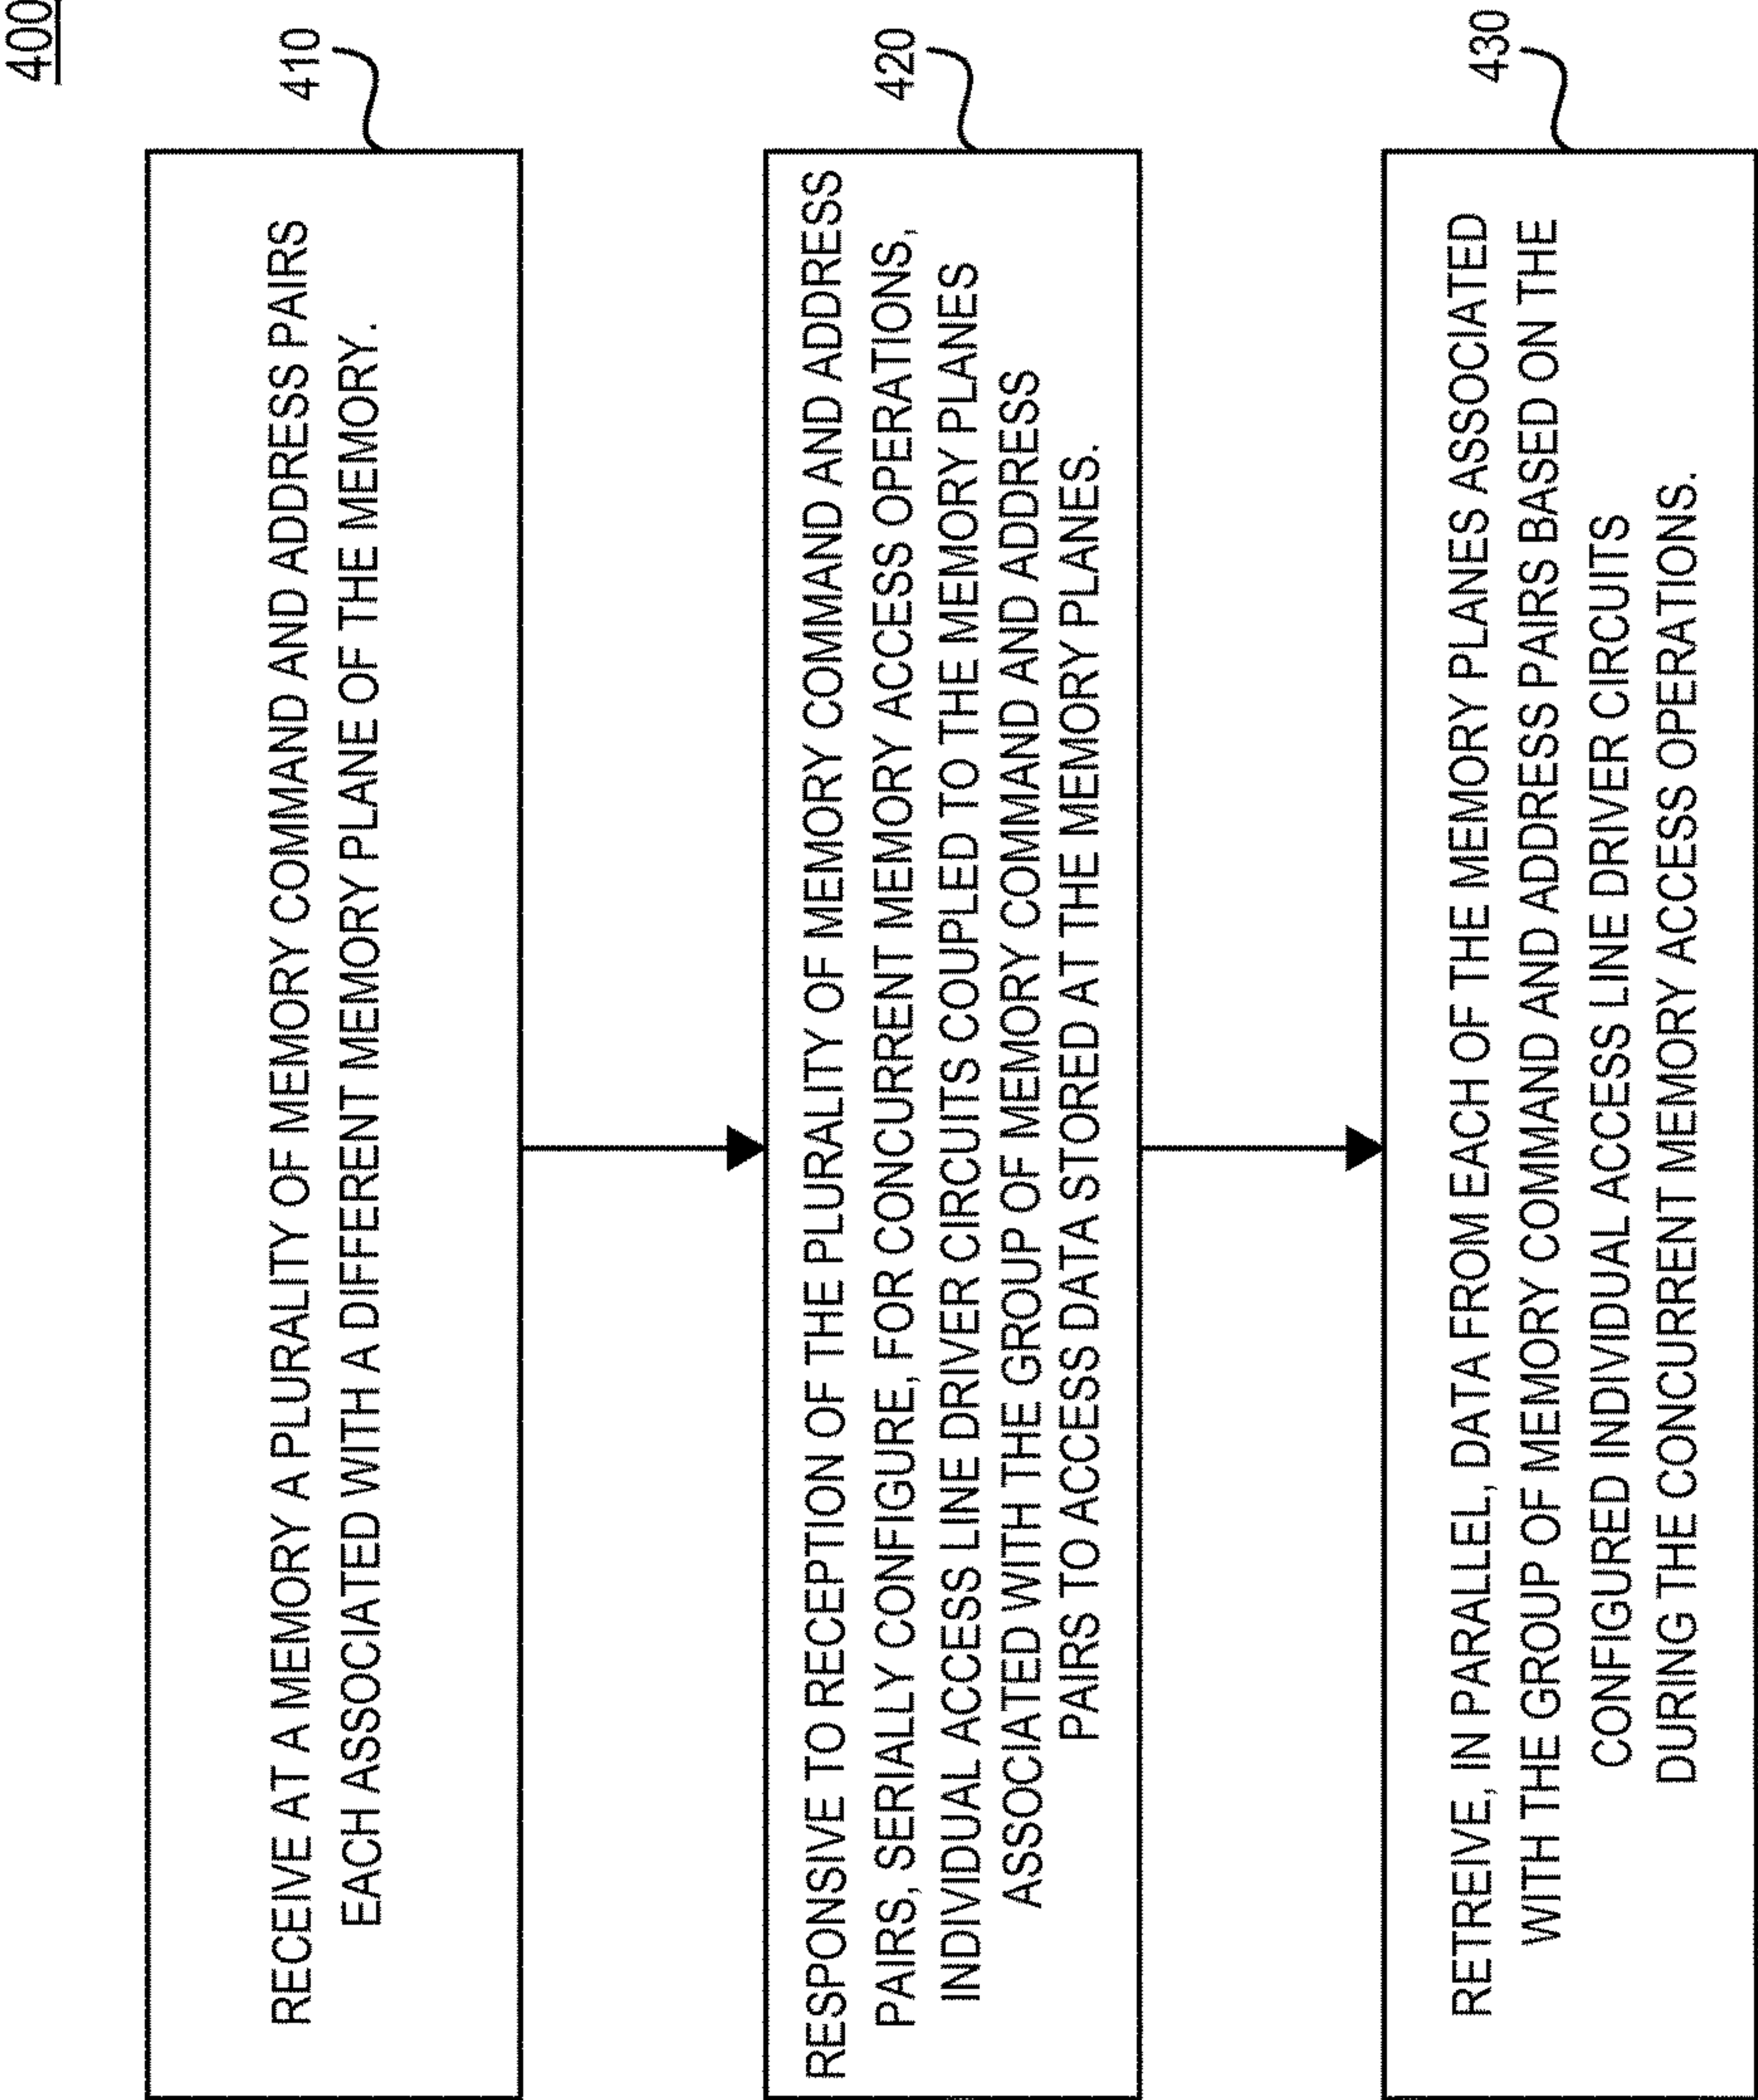 400
410
RECEIVE AT A MEMORY A PLURALITY OF MEMORY COMMAND AND ADDRESS PAIRS
EACH ASSOCIATED WITH A DIFFERENT MEMORY PLANE OF THE MEMORY.
420
RESPONSIVE TO RECEPTION OF THE PLURALITY OF MEMORY COMMAND AND ADDRESS
PAIRS, SERIALLY CONFIGURE, FOR CONCURRENT MEMORY ACCESS OPERATIONS,
INDIVIDUAL ACCESS LINE DRIVER CIRCUITS COUPLED TO THE MEMORY PLANES
ASSOCIATED WITH THE GROUP OF MEMORY COMMAND AND ADDRESS
PAIRS TO ACCESS DATA STORED AT THE MEMORY PLANES.
430
RETREIVE, IN PARALLEL, DATA FROM EACH OF THE MEMORY PLANES ASSOCIATED
WITH THE GROUP OF MEMORY COMMAND AND ADDRESS PAIRS BASED ON THE
CONFIGURED INDIVIDUAL ACCESS LINE DRIVER CIRCUITS
DURING THE CONCURRENT MEMORY ACCESS OPERATIONS.